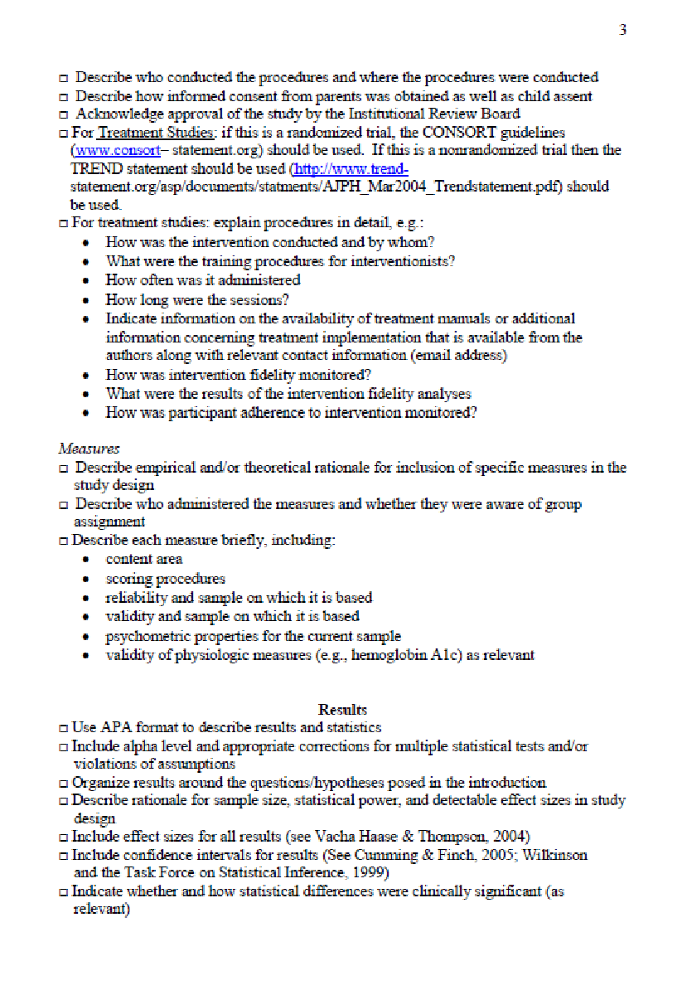 3
□ Describe who conducted the procedures and where the procedures were conducted
□ Describe how informed consent from parents was obtained as well as child assent
□ Acknowledge approval of the study by the Institutional Review Board
□ For Treatment Studies: if this is a randomized trial, the CONSORT guidelines
(www.consort– statement.org) should be used. If this is a nonrandomized trial then the
TREND statement should be used (http://www.trend-
statement.org/asp/documents/statments/AJPH_Mar2004_Trendstatement.pdf) should
be used.
□ For treatment studies: explain procedures in detail, e.g.:
• How was the intervention conducted and by whom?
• What were the training procedures for interventionists?
• How often was it administered
• How long were the sessions?
• Indicate information on the availability of treatment manuals or additional
information concerning treatment implementation that is available from the
authors along with relevant contact information (email address)
• How was intervention fidelity monitored?
• What were the results of the intervention fidelity analyses
• How was participant adherence to intervention monitored?
Measures
□ Describe empirical and/or theoretical rationale for inclusion of specific measures in the
study design
□ Describe who administered the measures and whether they were aware of group
assignment
□ Describe each measure briefly, including:
• content area
• scoring procedures
• reliability and sample on which it is based
• validity and sample on which it is based
• psychometric properties for the current sample
• validity of physiologic measures (e.g., hemoglobin A1c) as relevant
Results
□ Use APA format to describe results and statistics
□ Include alpha level and appropriate corrections for multiple statistical tests and/or
violations of assumptions
□ Organize results around the questions/hypotheses posed in the introduction
□ Describe rationale for sample size, statistical power, and detectable effect sizes in study
design
□ Include effect sizes for all results (see Vacha Haase & Thompson, 2004)
□ Include confidence intervals for results (See Cumming & Finch, 2005; Wilkinson
and the Task Force on Statistical Inference, 1999)
□ Indicate whether and how statistical differences were clinically significant (as
relevant)